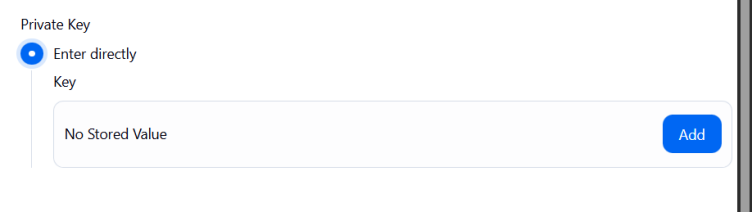 Private Key
Enter directly
Key
No Stored Value
Add